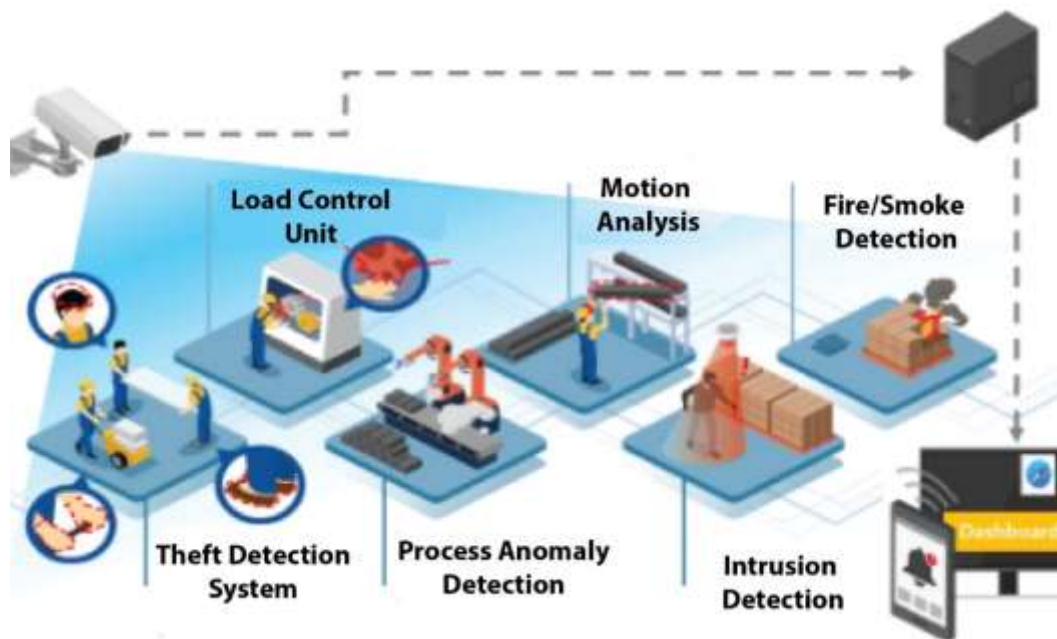 Load Control
Unit
Motion
Analysis
Fire/Smoke
Detection
Theft Detection
System
Process Anomaly
Detection
Intrusion
Detection
Dashboard